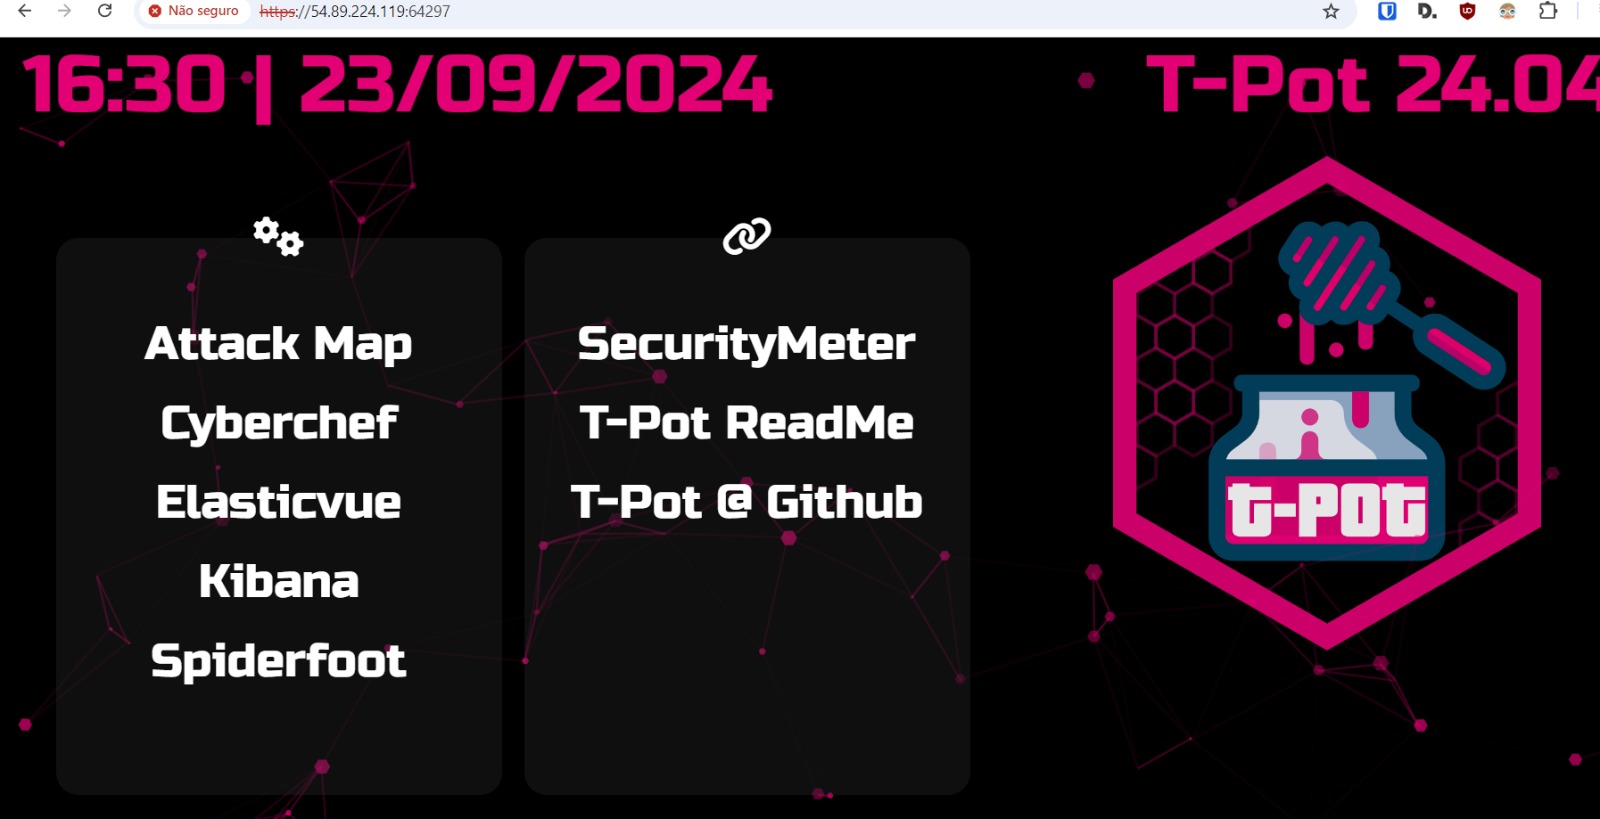 Não seguro https://54.89.224.119:64297
16:30 | 23/09/2024
T-Pot 24.04
Attack Map
Cyberchef
Elasticvue
Kibana
Spiderfoot
SecurityMeter
T-Pot ReadMe
T-Pot @ Github
t-pot